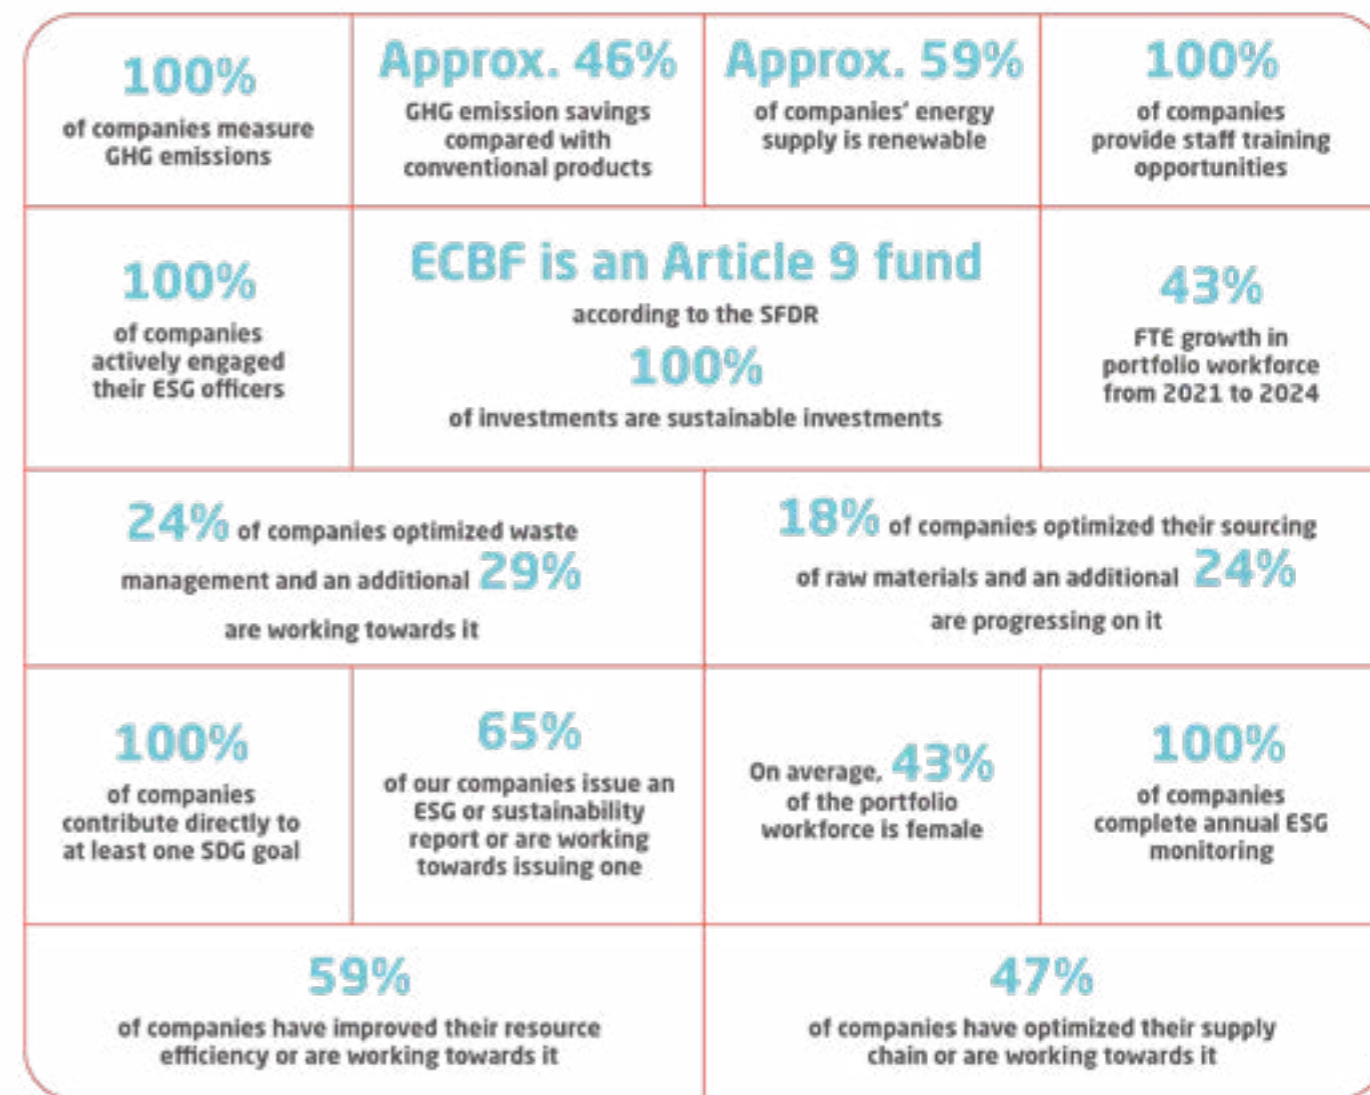 100%
of companies measure
GHG emissions
Approx. 46%
GHG emission savings
compared with
conventional products
Approx. 59%
of companies' energy
supply is renewable
100%
of companies
provide staff training
opportunities
100%
of companies
actively engaged
their ESG officers
ECBF is an Article 9 fund
according to the SFDR
100%
of investments are sustainable investments
43%
FTE growth in
portfolio workforce
from 2021 to 2024
24% of companies optimized waste
management and an additional 29%
are working towards it
18% of companies optimized their sourcing
of raw materials and an additional 24%
are progressing on it
100%
of companies
contribute directly to
at least one SDG goal
65%
of our companies issue an
ESG or sustainability
report or are working
towards issuing one
On average, 43%
of the portfolio
workforce is female
100%
of companies
complete annual ESG
monitoring
59%
of companies have improved their resource
efficiency or are working towards it
47%
of companies have optimized their supply
chain or are working towards it